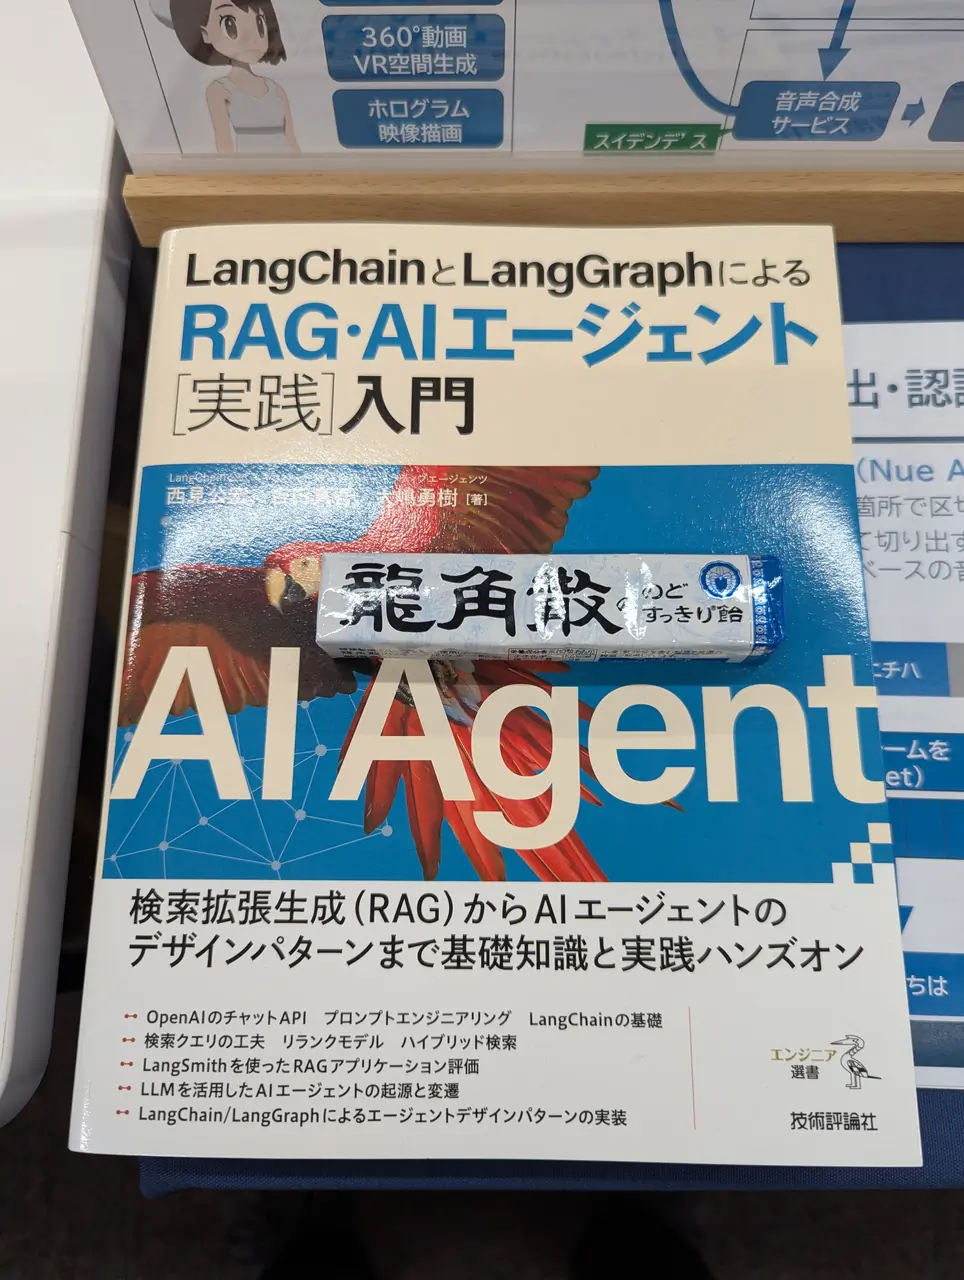 360°動画
VR空間生成
ホログラム
映像描画
音声合成
サービス
スイデンデス
LangChainとLangGraphによる
RAG・AIエージェント
[実践]入門
西見公宏 大嶋勇樹 [著]
龍角散ののど
すっきり飴
AI Agent
検索拡張生成(RAG)からAIエージェントの
デザインパターンまで基礎知識と実践ハンズオン
OpenAIのチャットAPI プロンプトエンジニアリング LangChainの基礎
検索クエリの工夫 リランクモデル ハイブリッド検索
LangSmithを使ったRAGアプリケーション評価
LLMを活用したAIエージェントの起源と変遷
LangChain/LangGraphによるエージェントデザインパターンの実装
エンジニア
選書
技術評論社
出・認
(Nue A
箇所で区切
て切り出す
ベースの音
ニチハ
ームを
et)
ちは